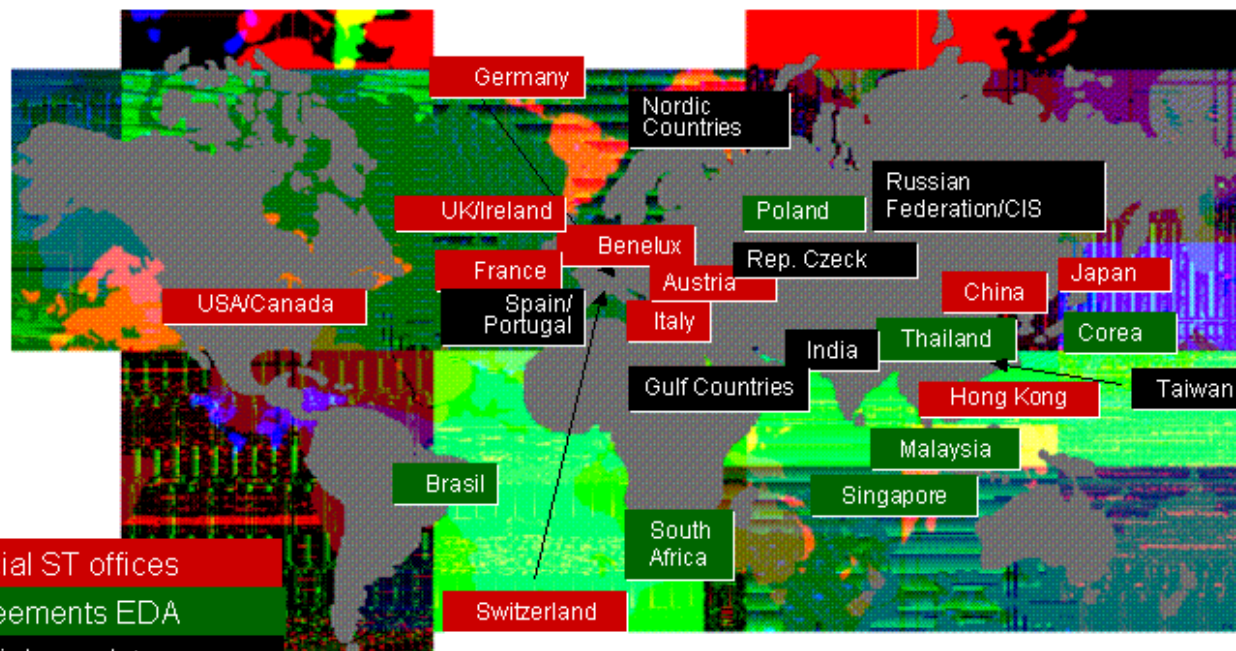 Germany
Nordic
Countries
Russian
Federation/CIS
UK/Ireland
Poland
Benelux
Rep. Czeck
France
Austria
China
Japan
USA/Canada
Spain/
Portugal
Italy
Thailand
Corea
India
Gulf Countries
Taiwan
Hong Kong
Malaysia
Brasil
Singapore
South
Africa
ial ST offices
eements EDA
Switzerland